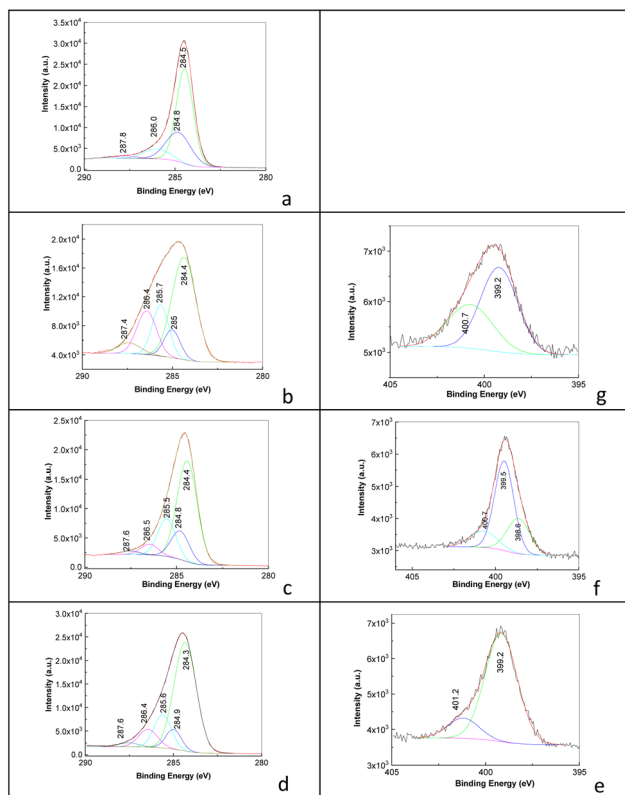 3.5x10⁴
3.0x10⁴
2.5x10⁴
2.0x10⁴
1.5x10⁴
1.0x10⁴
5.0x10³
0.0
Intensity (a.u.)
287.8
286.0
284.8
284.5
290
285
280
Binding Energy (eV)
a
2.0x10⁴
1.6x10⁴
1.2x10⁴
8.0x10³
4.0x10³
Intensity (a.u.)
287.4
286.4
285.7
285
284.4
290
285
280
Binding Energy (eV)
b
7x10³
6x10³
5x10³
Intensity (a.u.)
400.7
399.2
405
400
395
Binding Energy (eV)
g
2.5x10⁴
2.0x10⁴
1.5x10⁴
1.0x10⁴
5.0x10³
0.0
Intensity (a.u.)
287.6
286.5
285.5
284.8
284.4
290
285
280
Binding Energy (eV)
c
7x10³
6x10³
5x10³
4x10³
3x10³
Intensity (a.u.)
400.7
399.5
405
400
395
Binding Energy (eV)
f
3.0x10⁴
2.5x10⁴
2.0x10⁴
1.5x10⁴
1.0x10⁴
5.0x10³
0.0
Intensity (a.u.)
287.6
286.4
285.6
284.9
284.3
290
285
280
Binding Energy (eV)
d
7x10³
6x10³
5x10³
4x10³
3x10³
Intensity (a.u.)
401.2
399.2
405
400
395
Binding Energy (eV)
e